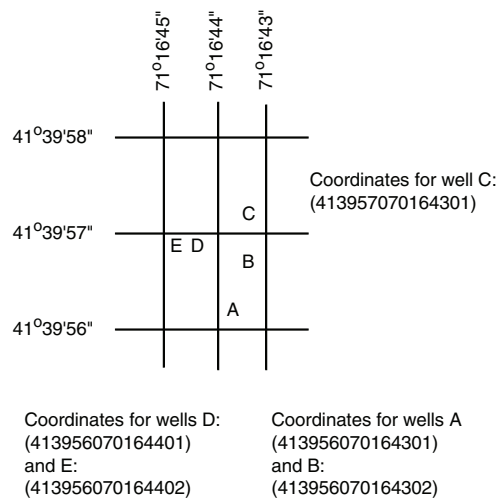 71°16'45"
71°16'44"
71°16'43"
41°39'58"
Coordinates for well C:
(413957070164301)
C
41°39'57"
E D
B
A
41°39'56"
Coordinates for wells D:
(413956070164401)
and E:
(413956070164402)
Coordinates for wells A
(413956070164301)
and B:
(413956070164302)